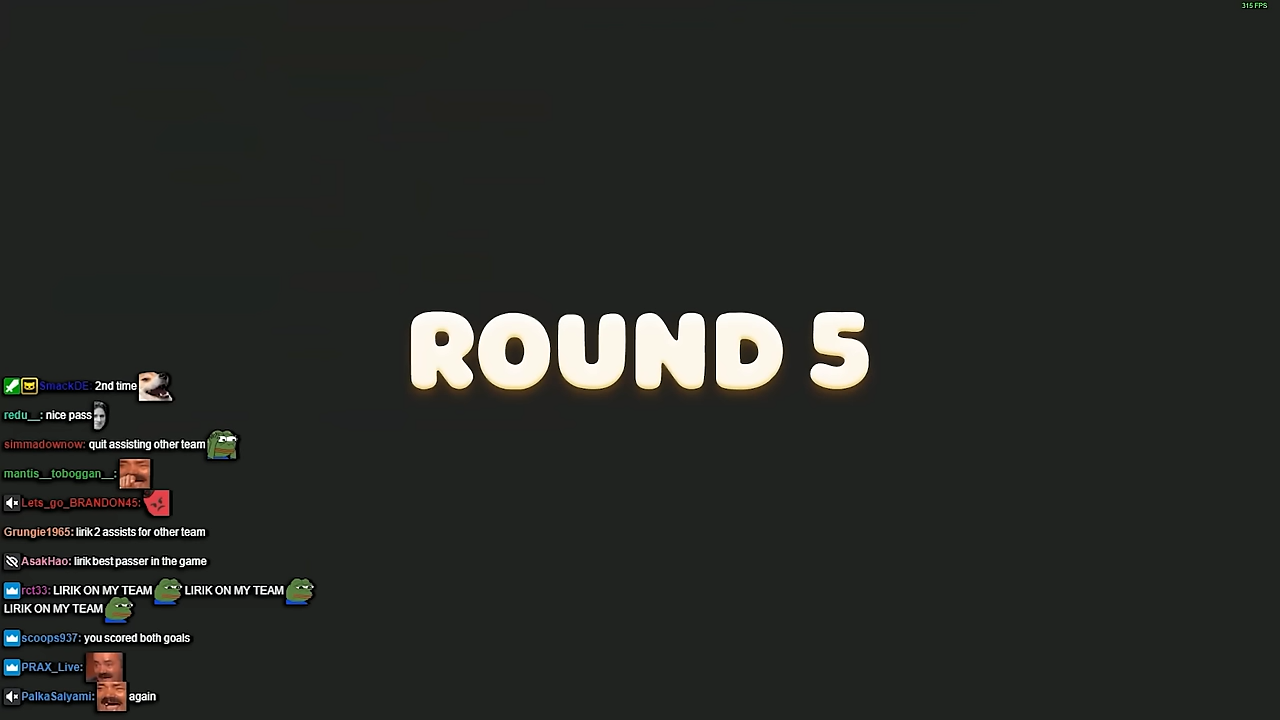 315 FPS
ROUND 5
SmackDE: 2nd time
redu__: nice pass
simmadownow: quit assisting other team
mantis__toboggan__:
Lets_go_BRANDON45:
Grungie1965: lirik 2 assists for other team
AsakHao: lirik best passer in the game
rct33: LIRIK ON MY TEAM LIRIK ON MY TEAM
LIRIK ON MY TEAM
scoops937: you scored both goals
PRAX_Live:
PalkaSalyami: again